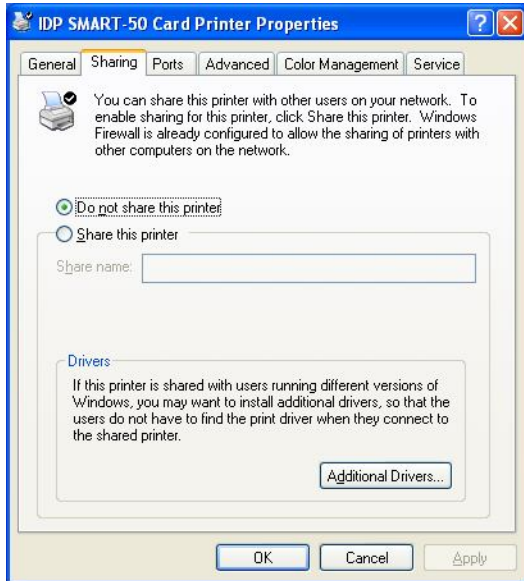 IDP SMART-50 Card Printer Properties
General Sharing Ports Advanced Color Management Service
You can share this printer with other users on your network. To
enable sharing for this printer, click Share this printer. Windows
Firewall is already configured to allow the sharing of printers with
other computers on the network.
Do not share this printer
Share this printer
Share name:
Drivers
If this printer is shared with users running different versions of
Windows, you may want to install additional drivers, so that the
users do not have to find the print driver when they connect to
the shared printer.
Additional Drivers...
OK Cancel Apply